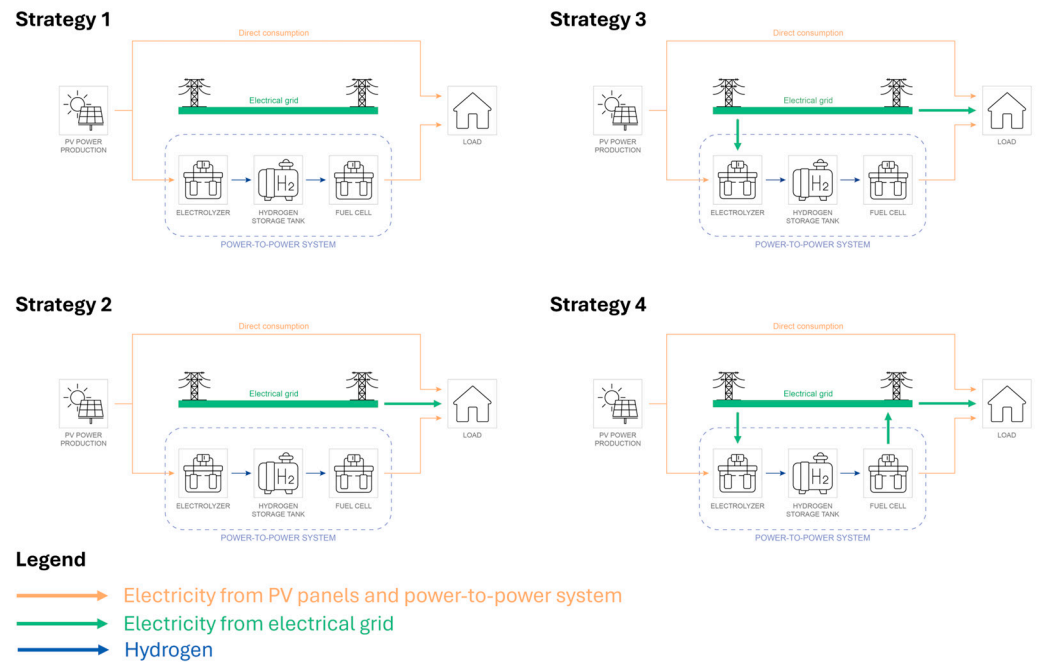 Strategy 1
Direct consumption
Electrical grid
PV POWER
PRODUCTION
LOAD
H2
ELECTROLYZER
HYDROGEN
STORAGE TANK
FUEL CELL
POWER-TO-POWER SYSTEM
Strategy 3
Direct consumption
Electrical grid
PV POWER
PRODUCTION
LOAD
H2
ELECTROLYZER
HYDROGEN
STORAGE TANK
FUEL CELL
POWER-TO-POWER SYSTEM
Strategy 2
Direct consumption
Electrical grid
PV POWER
PRODUCTION
LOAD
H2
ELECTROLYZER
HYDROGEN
STORAGE TANK
FUEL CELL
POWER-TO-POWER SYSTEM
Strategy 4
Direct consumption
Electrical grid
PV POWER
PRODUCTION
LOAD
H2
ELECTROLYZER
HYDROGEN
STORAGE TANK
FUEL CELL
POWER-TO-POWER SYSTEM
Legend
Electricity from PV panels and power-to-power system
Electricity from electrical grid
Hydrogen